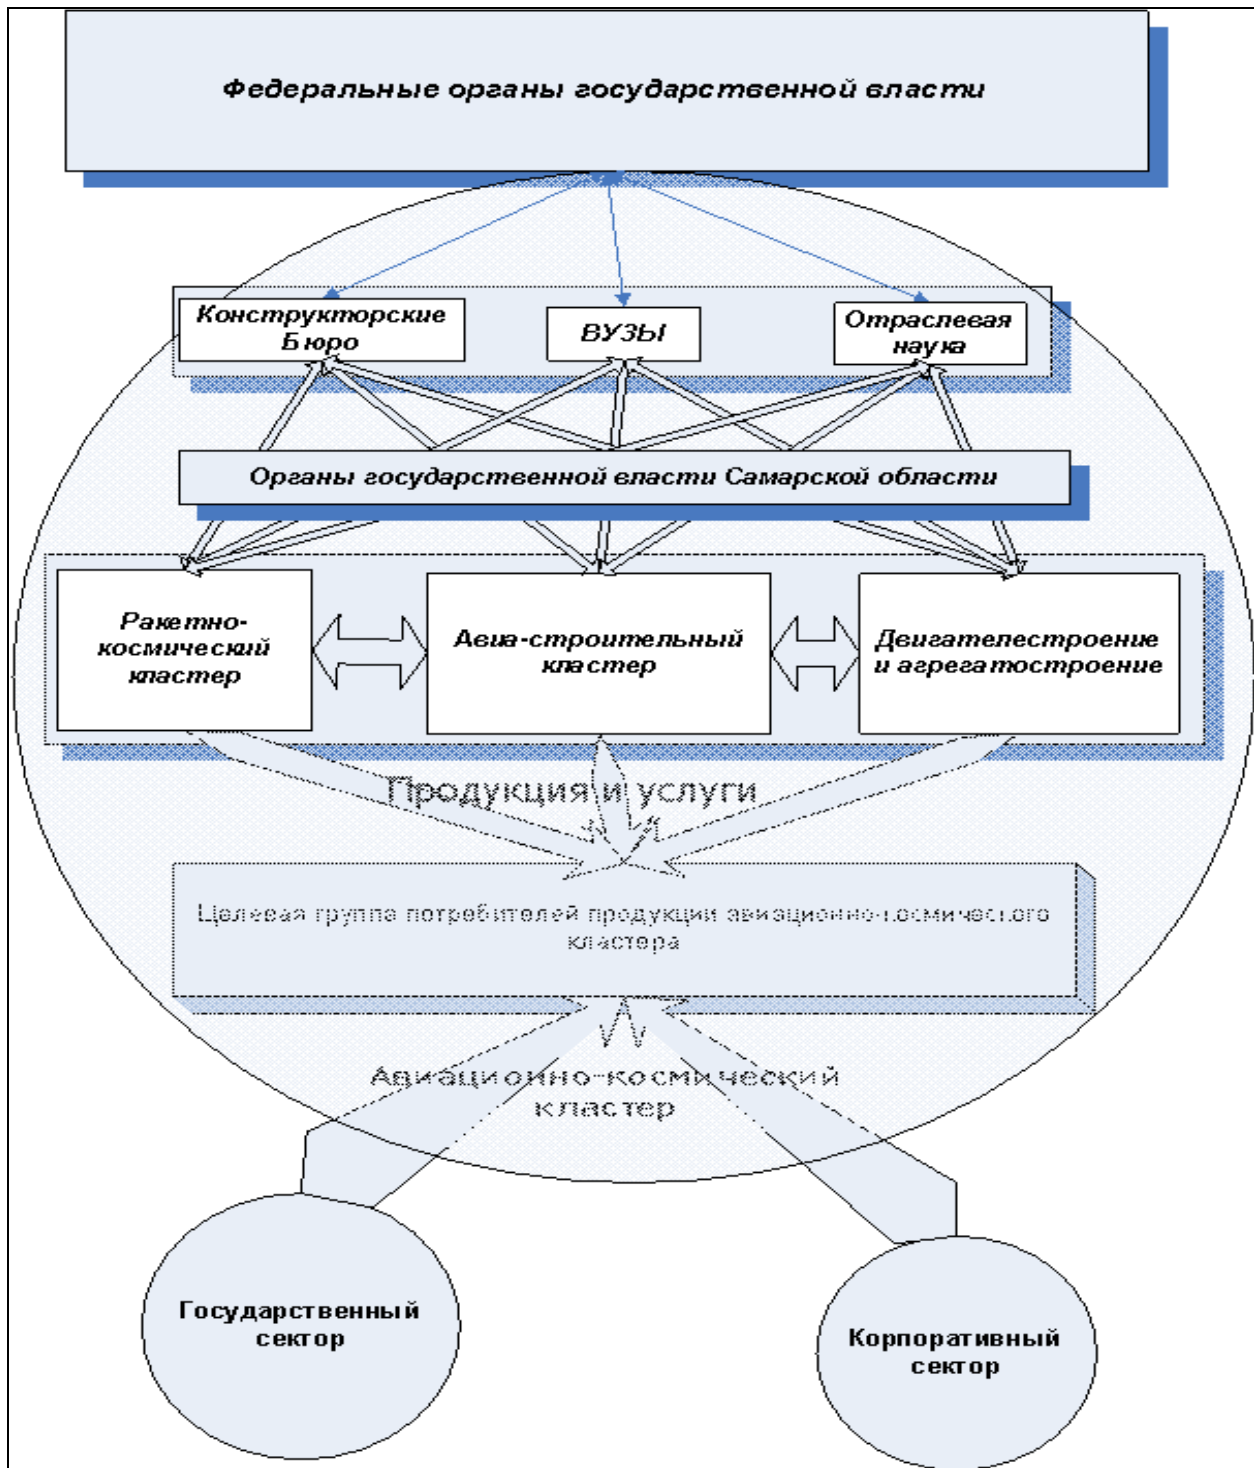 Федеральные органы государственной власти
Конструкторские
Бюро
ВУЗЫ
Отраслевая
наука
Органы государственной власти Самарской области
Ракетно-
космический
кластер
Авиа-строительный
кластер
Двигателестроение
и агрегатостроение
Продукция и услуги
Целевая группа потребителей продукции авиационно-космического
кластера
Авиационно-космический
кластер
Государственный
сектор
Корпоративный
сектор